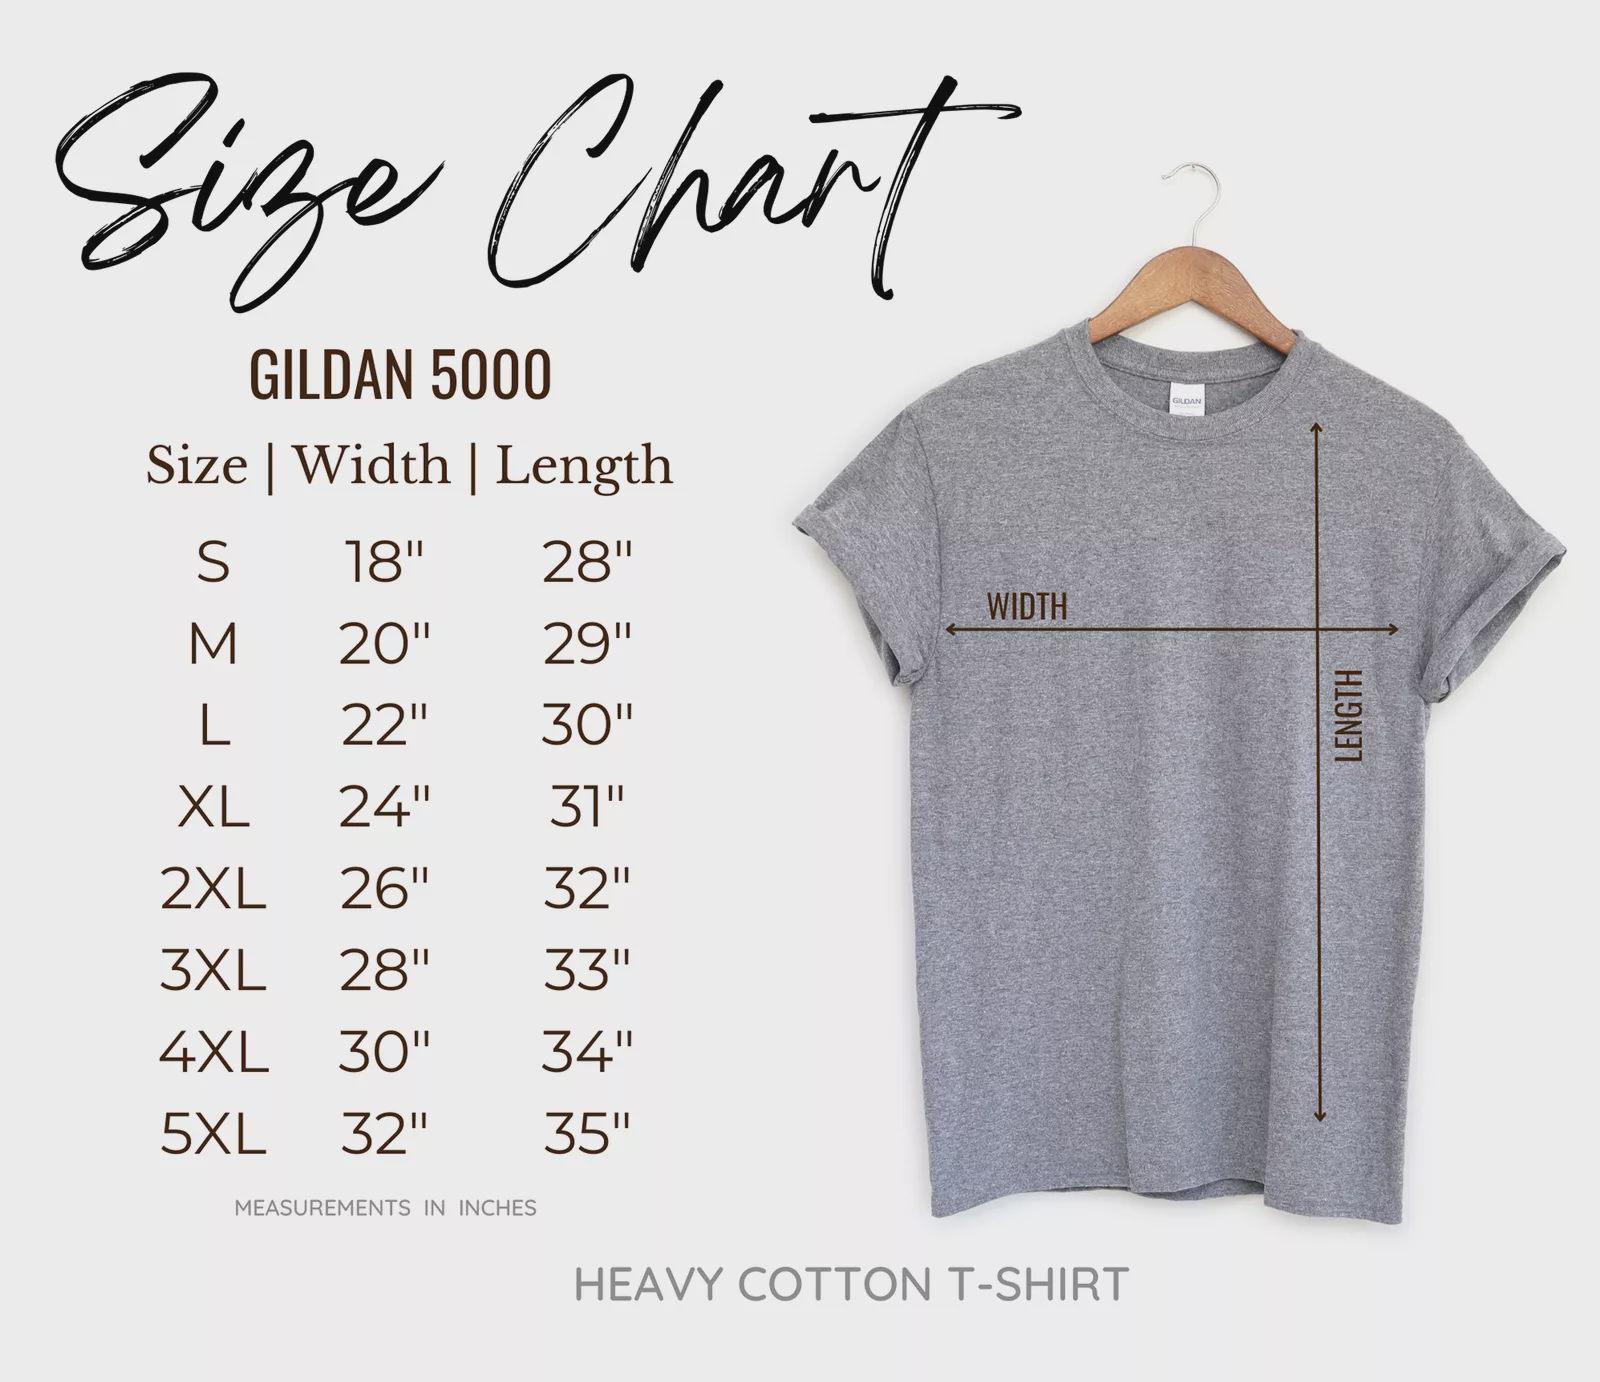 Size Chart
GILDAN 5000
Size | Width | Length
S 18" 28"
M 20" 29"
L 22" 30"
XL 24" 31"
2XL 26" 32"
3XL 28" 33"
4XL 30" 34"
5XL 32" 35"
MEASUREMENTS IN INCHES
GILDAN
WIDTH
LENGTH
HEAVY COTTON T-SHIRT